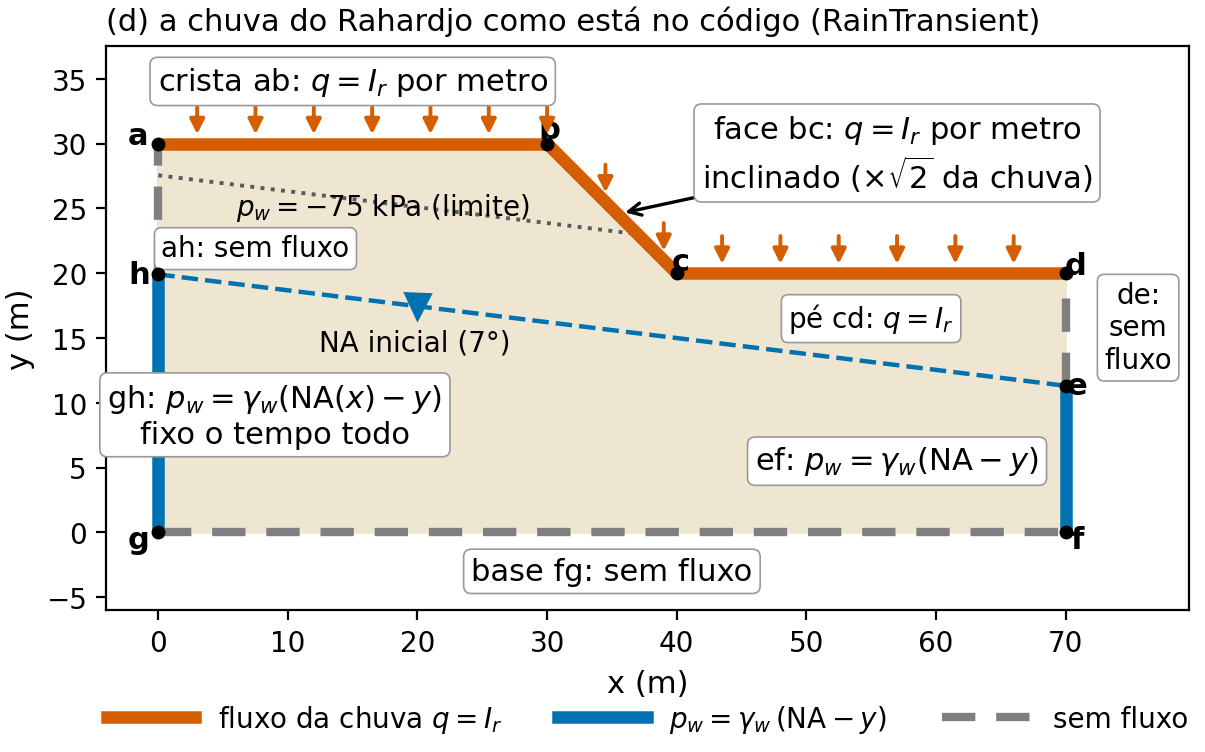 (d) a chuva do Rahardjo como está no código (RainTransient)
crista ab: q = I_r por metro
face bc: q = I_r por metro
inclinado (×√2 da chuva)
a
b
p_w = −75 kPa (limite)
ah: sem fluxo
h
c
d
de:
sem
fluxo
pé cd: q = I_r
NA inicial (7°)
gh: p_w = γ_w(NA(x) − y)
fixo o tempo todo
e
ef: p_w = γ_w(NA − y)
g
f
base fg: sem fluxo
35
30
25
20
15
10
5
0
−5
y (m)
0 10 20 30 40 50 60 70
x (m)
fluxo da chuva q = I_r
p_w = γ_w (NA − y)
sem fluxo